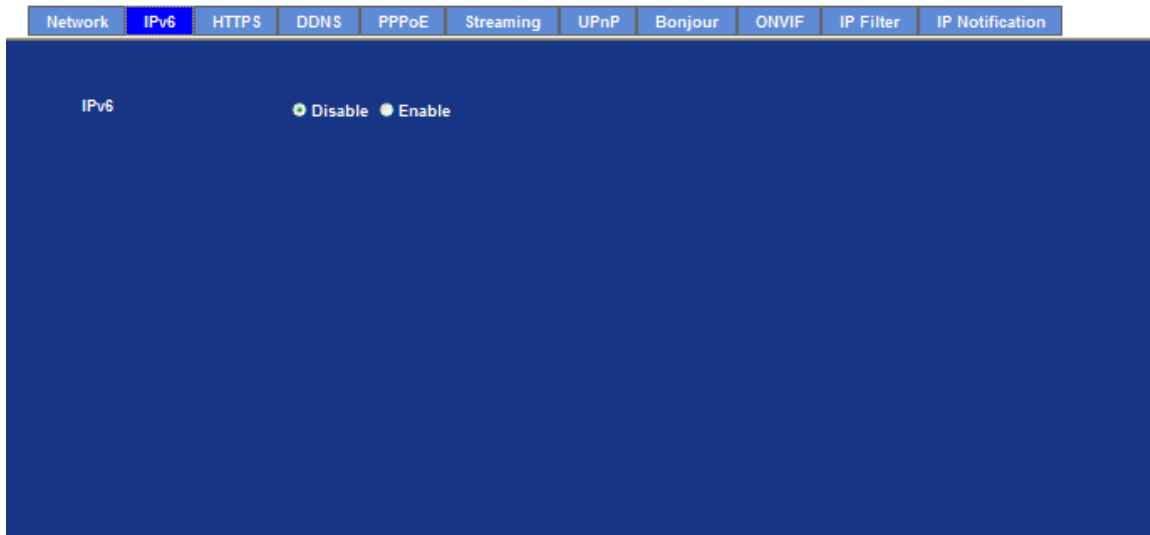 Network IPv6 HTTPS DDNS PPPoE Streaming UPnP Bonjour ONVIF IP Filter IP Notification
IPv6 Disable Enable